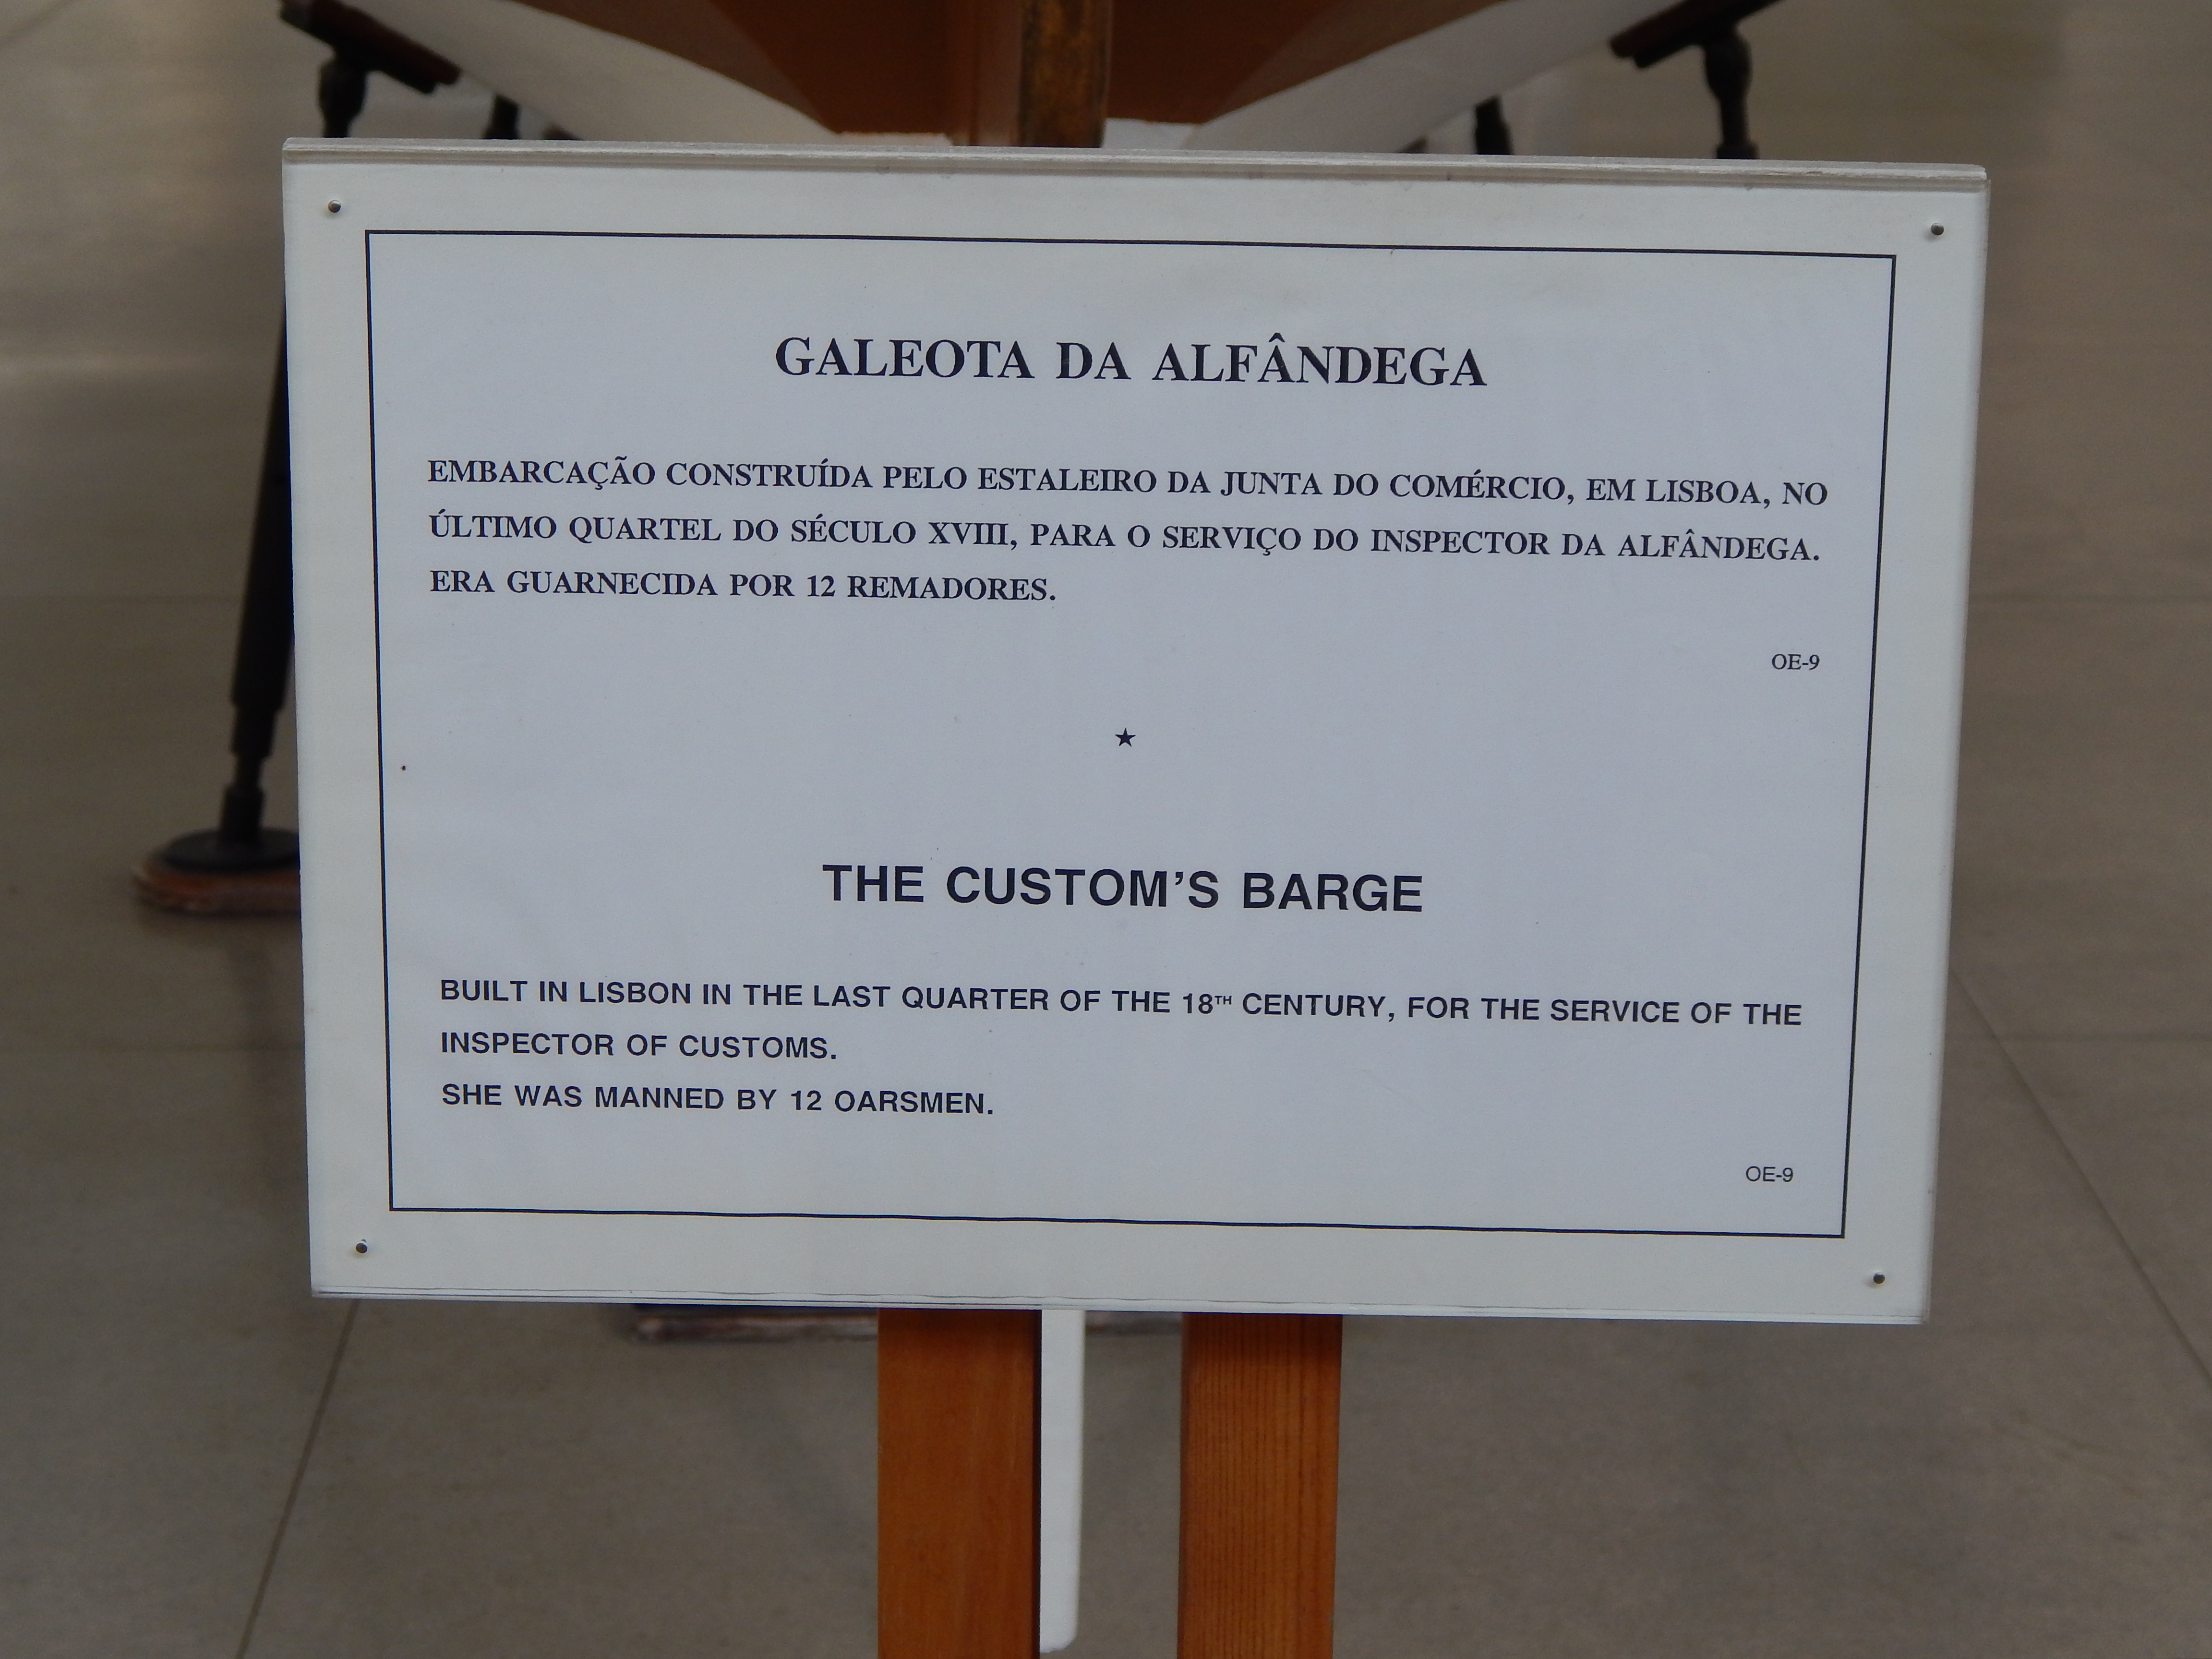 GALEOTA DA ALFÂNDEGA
EMBARCAÇÃO CONSTRUÍDA PELO ESTALEIRO DA JUNTA DO COMÉRCIO, EM LISBOA, NO
ÚLTIMO QUARTEL DO SÉCULO XVIII, PARA O SERVIÇO DO INSPECTOR DA ALFÂNDEGA.
ERA GUARNECIDA POR 12 REMADORES.
OE-9
★
THE CUSTOM'S BARGE
BUILT IN LISBON IN THE LAST QUARTER OF THE 18TH CENTURY, FOR THE SERVICE OF THE
INSPECTOR OF CUSTOMS.
SHE WAS MANNED BY 12 OARSMEN.
OE-9